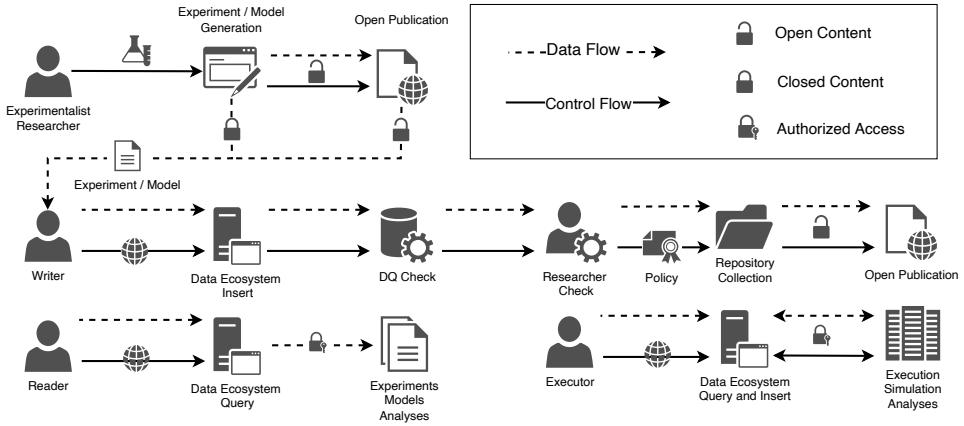 Experiment / Model
Generation
Open Publication
Experimentalist
Researcher
Data Flow
Control Flow
Open Content
Closed Content
Authorized Access
Experiment / Model
Writer
Data Ecosystem
Insert
DQ Check
Researcher
Check
Policy
Repository
Collection
Open Publication
Reader
Data Ecosystem
Query
Experiments
Models
Analyses
Executor
Data Ecosystem
Query and Insert
Execution
Simulation
Analyses